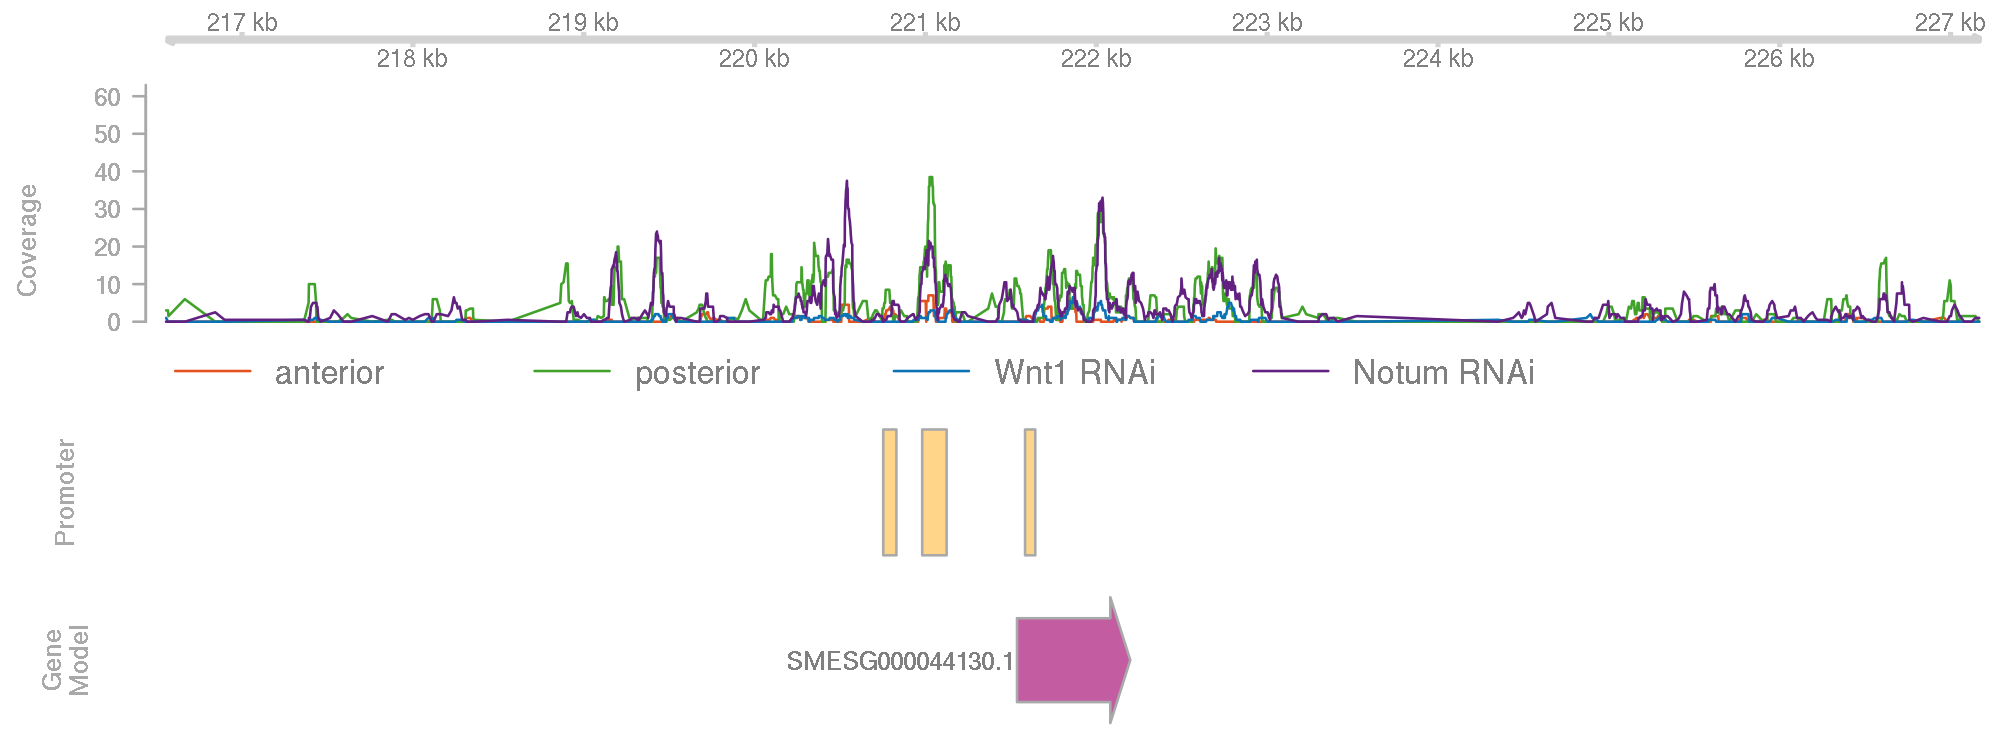 217 kb 219 kb 221 kb 223 kb 225 kb 227 kb
218 kb 220 kb 222 kb 224 kb 226 kb
60
50
40
30
20
10
0
Coverage
anterior posterior Wnt1 RNAi Notum RNAi
Promoter
Gene
Model
SMESG000044130.1